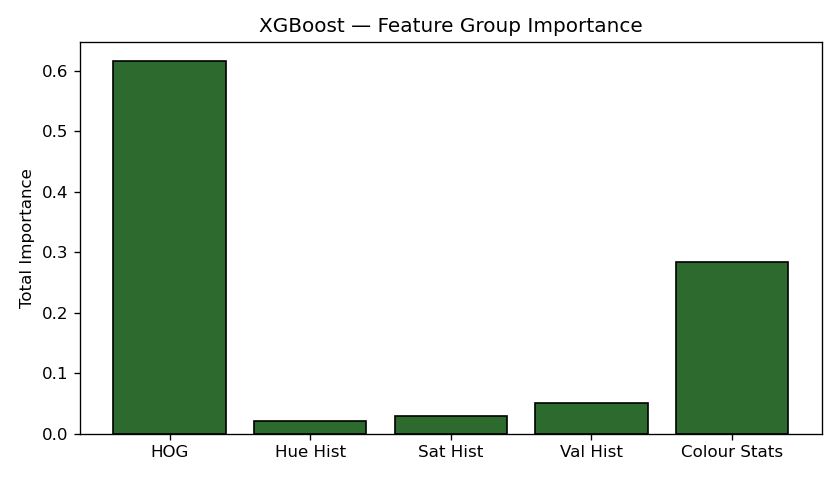 XGBoost — Feature Group Importance
Total Importance
0.6
0.5
0.4
0.3
0.2
0.1
0.0
HOG Hue Hist Sat Hist Val Hist Colour Stats